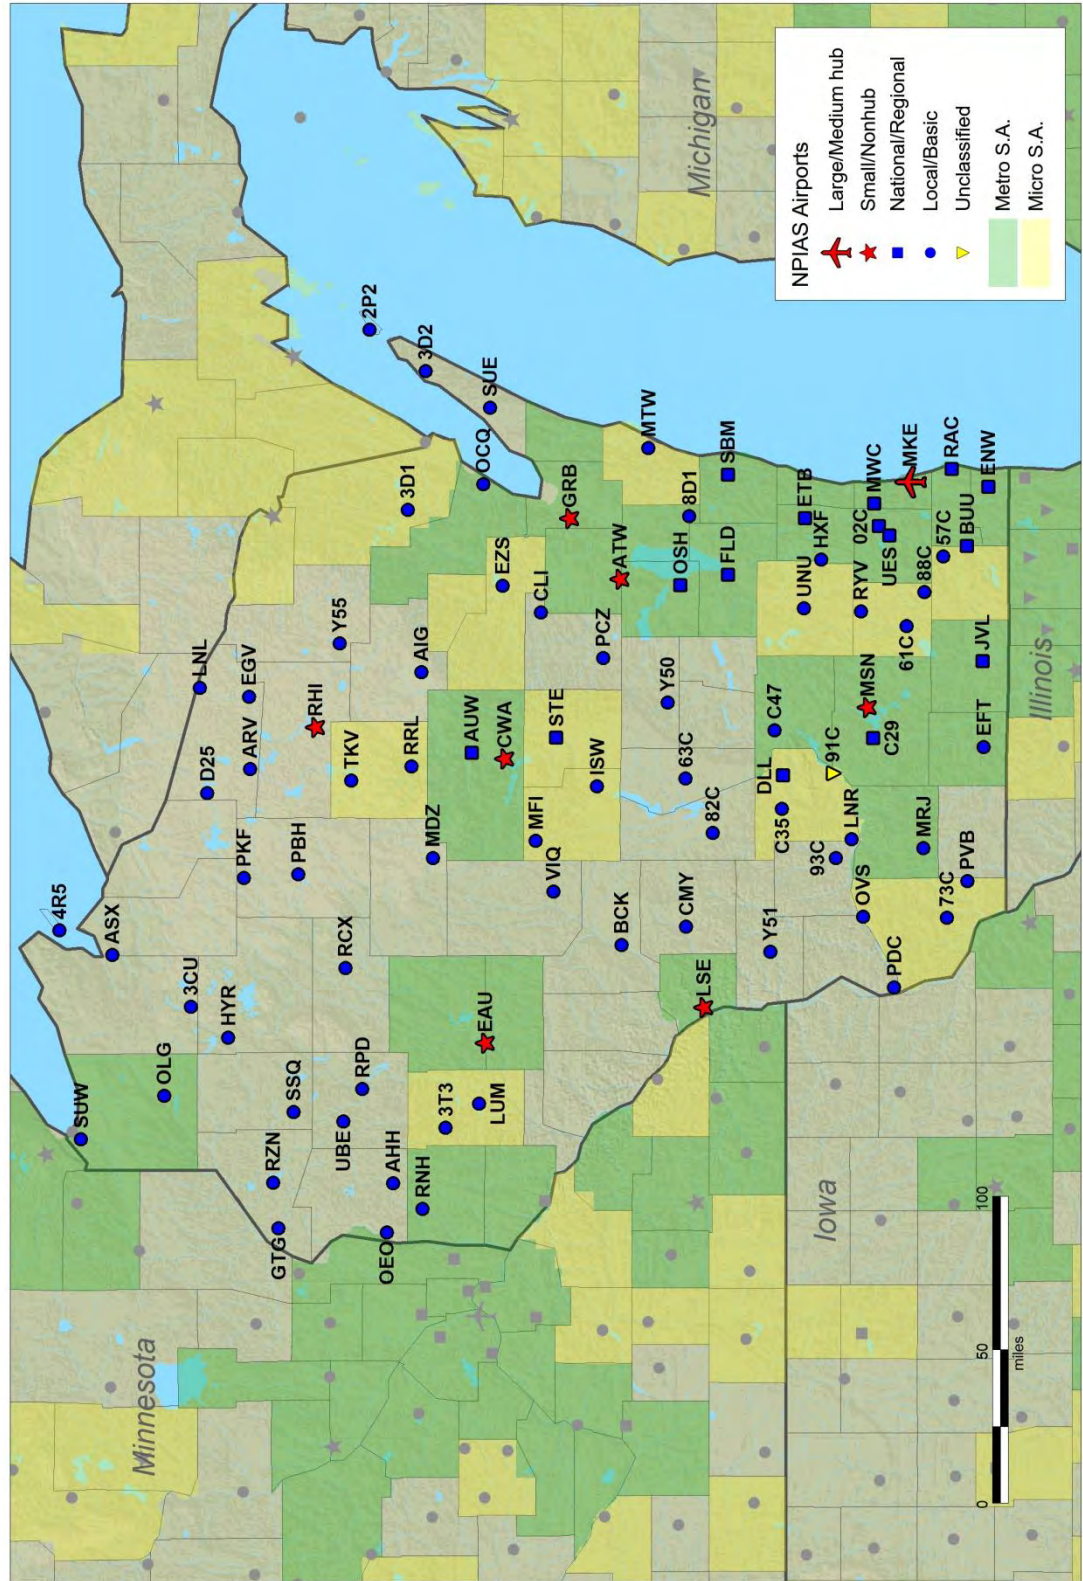 Minnesota
Michigan
Iowa
Illinois
SUW
OLG
4R5
ASX
3CU
HYR
D25
LNL
PKF
ARV
EGV
RZN
GTG
SSQ
PBH
RHI
UBE
RPD
RCX
TKV
Y55
2P2
OEO
AHH
RNH
3T3
LUM
EAU
MDZ
RRL
AIG
3D1
3D2
SUE
OCQ
AUW
CWA
EZS
CLI
MFI
VIQ
STE
ISW
GRB
ATW
PCZ
BCK
CMY
LSE
82C
63C
Y50
OSH
8D1
MTW
FLD
SBM
Y51
C35
DLL
C47
91C
93C
LNR
OVS
PDC
UNU
ETB
HXF
RYV
MSN
C29
02C
MWC
UES
MKE
61C
88C
57C
RAC
BUU
ENW
MRJ
73C
PVB
EFT
JVL
NPIAS Airports
Large/Medium hub
Small/Nonhub
National/Regional
Local/Basic
Unclassified
Metro S.A.
Micro S.A.
0
50
100
miles